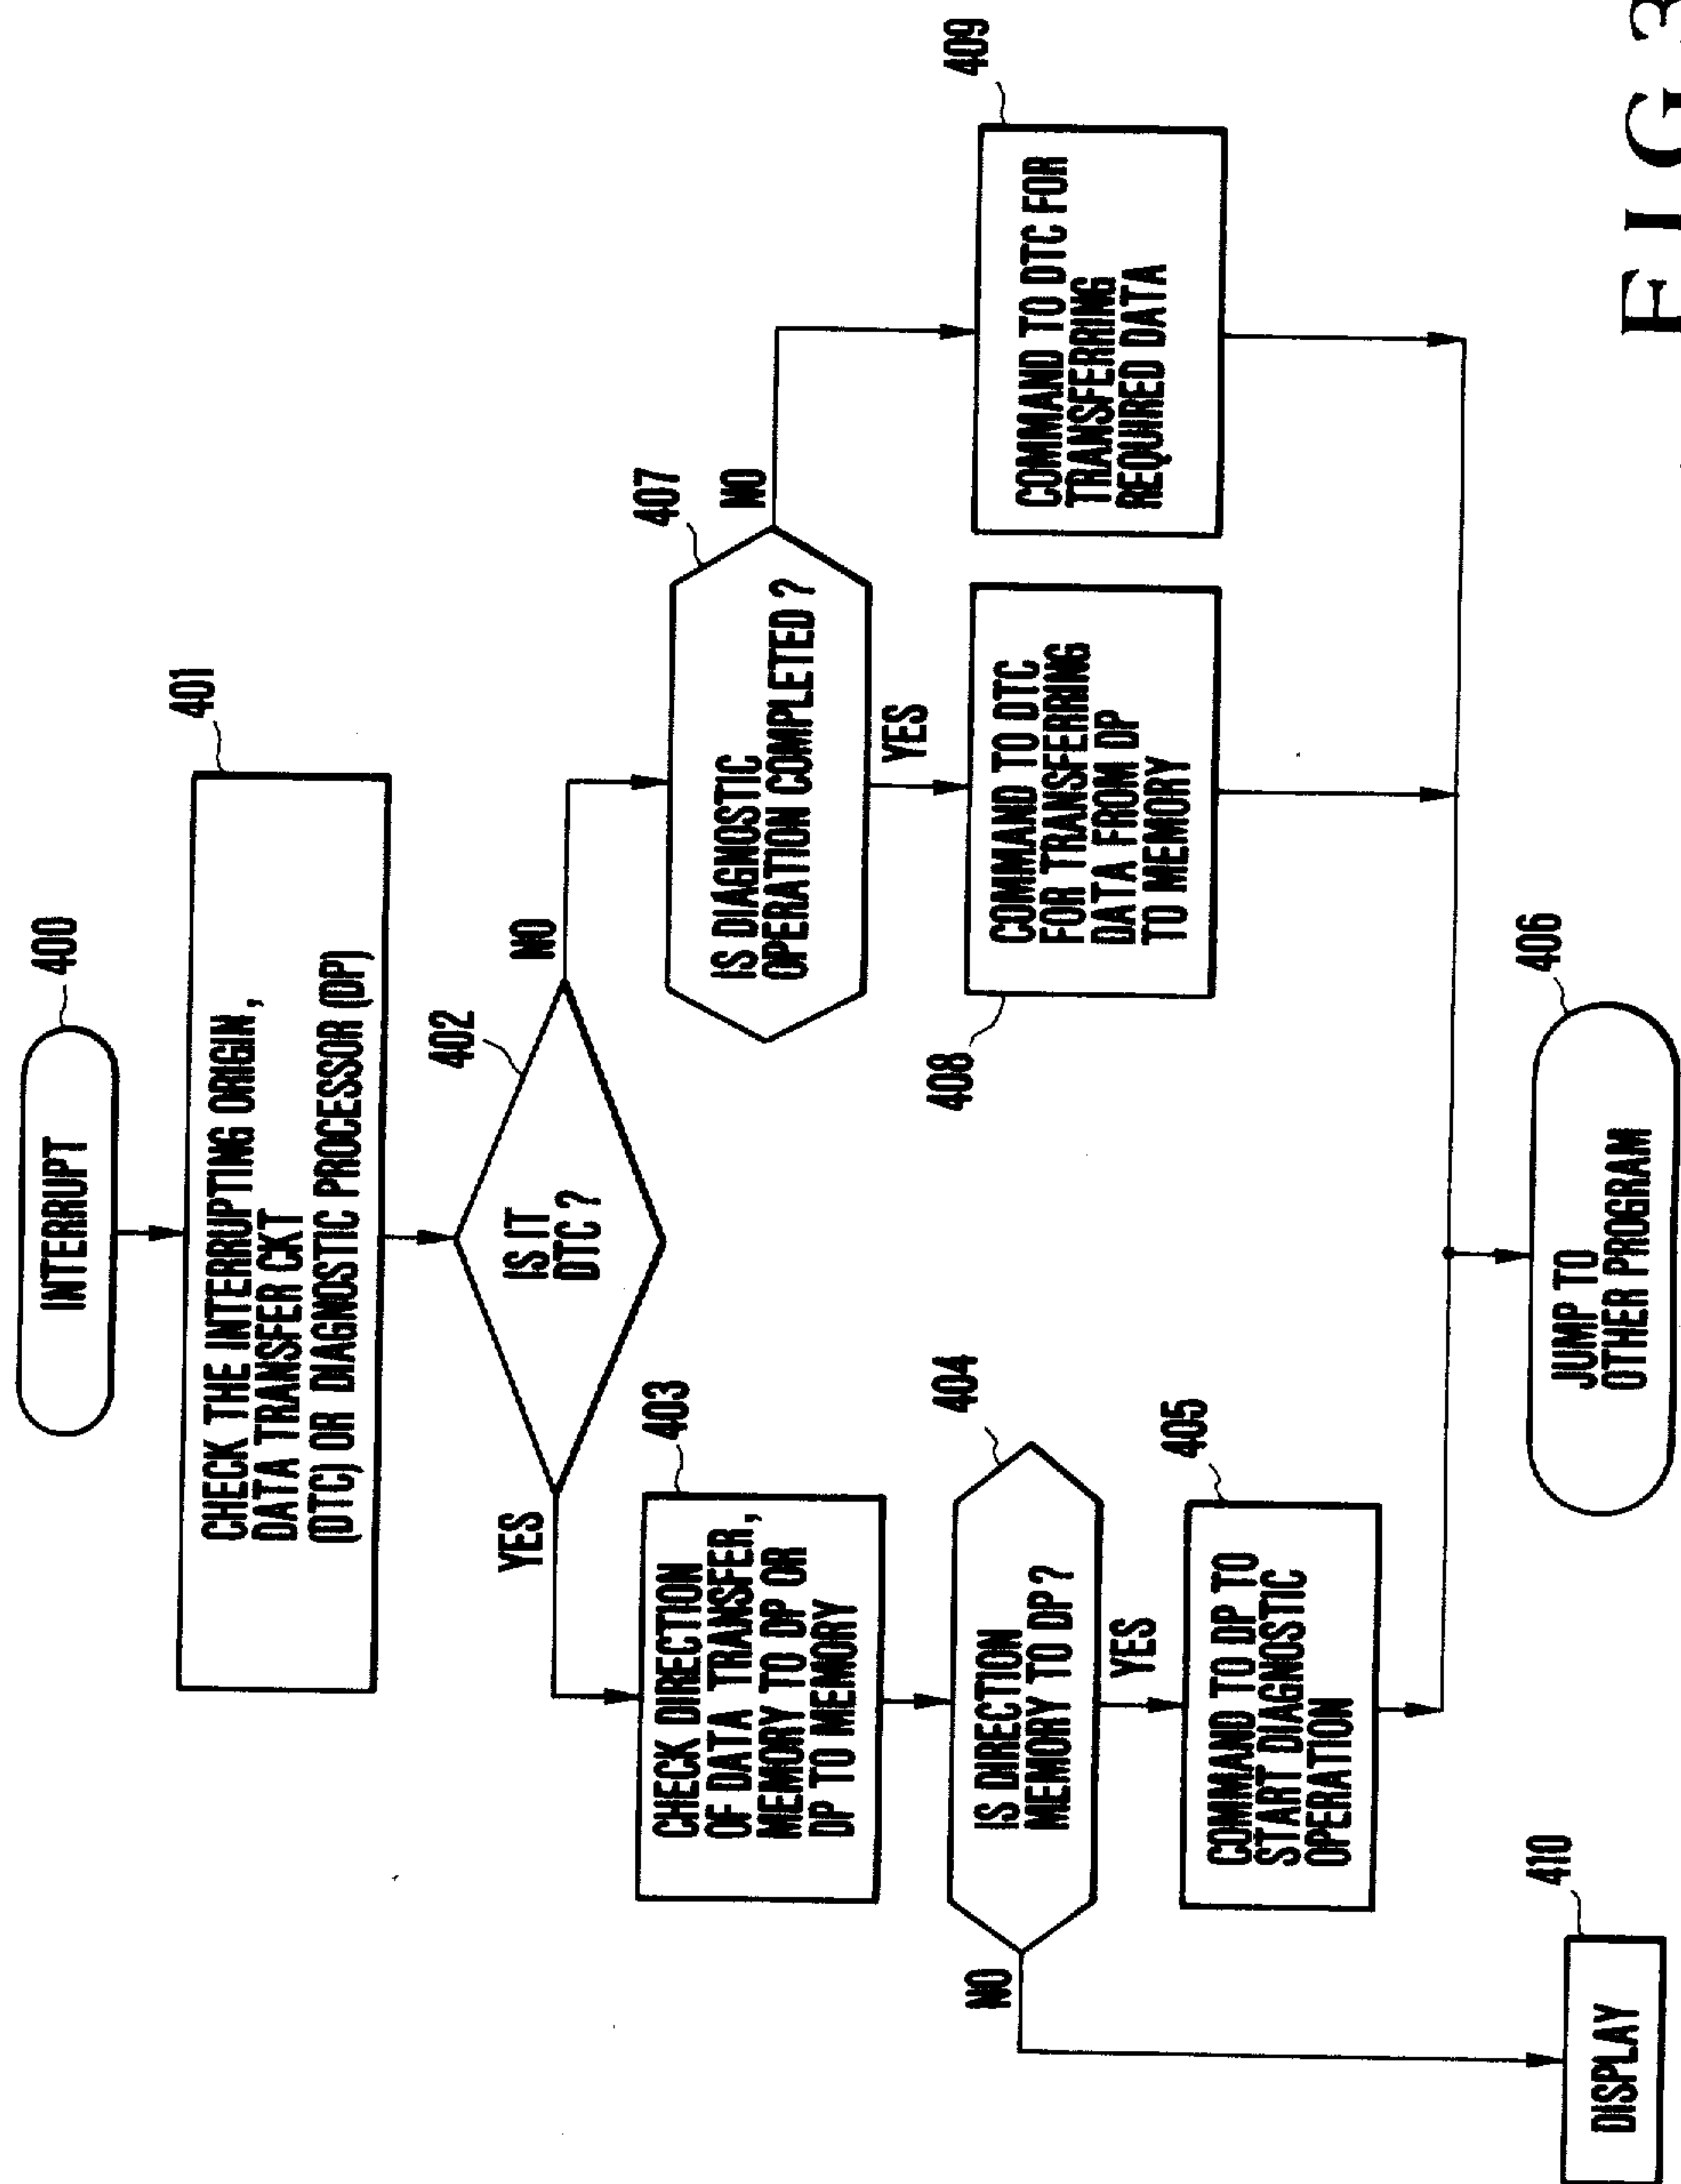 INTERRUPT
400
CHECK THE INTERRUPTING ORIGIN,
DATA TRANSFER CKT
(DTC) OR DIAGNOSTIC PROCESSOR (DP)
401
IS IT
DTC ?
402
YES
NO
CHECK DIRECTION
OF DATA TRANSFER,
MEMORY TO DP OR
DP TO MEMORY
403
IS DIRECTION
MEMORY TO DP ?
404
NO
YES
COMMAND TO DP TO
START DIAGNOSTIC
OPERATION
405
IS DIAGNOSTIC
OPERATION COMPLETED ?
407
NO
YES
COMMAND TO DTC
FOR TRANSFERRING
DATA FROM DP
TO MEMORY
408
COMMAND TO DTC FOR
TRANSFERRING
REQUIRED DATA
409
DISPLAY
410
JUMP TO
OTHER PROGRAM
406
FIG 3